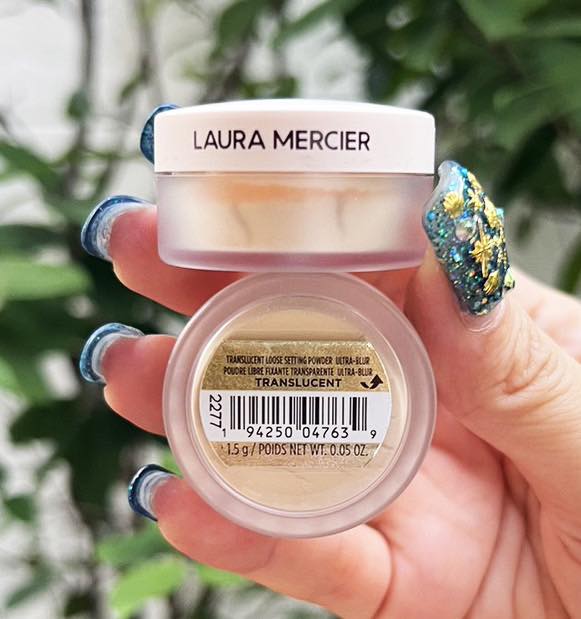 LAURA MERCIER
TRANSLUCENT LOOSE SETTING POWDER ULTRA-BLUR
POUDRE LIBRE FIXANTE TRANSPARENTE ULTRA-BLUR
TRANSLUCENT
2277
1 94250 04763 9
1.5 g / POIDS NET WT. 0.05 OZ.